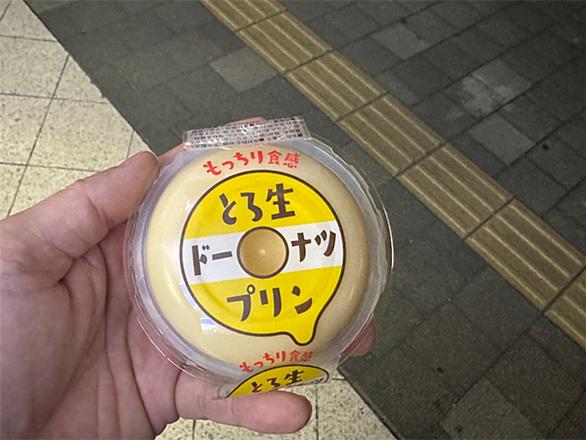 もっちり食感
とろ生
ドーナツ
プリン
もっちり食感
とろ生